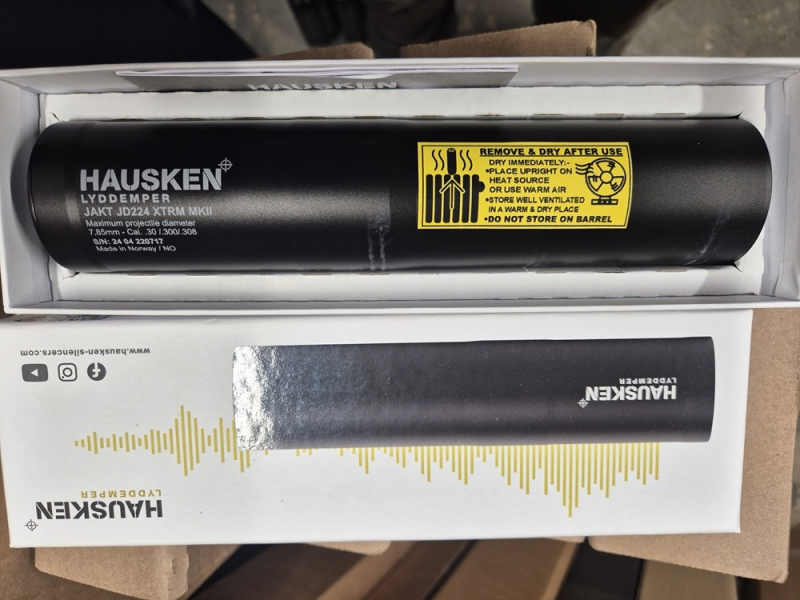 HAUSKEN
HAUSKEN
LYDDEMPER
JAKT JD224 XTRM MKII
Maximum projectile diameter
7,85mm - Cal. .30 /.300/.308
S/N: 24 04 220717
Made in Norway / NO
REMOVE & DRY AFTER USE
DRY IMMEDIATELY:-
•PLACE UPRIGHT ON
HEAT SOURCE
OR USE WARM AIR
•STORE WELL VENTILATED
IN A WARM & DRY PLACE
•DO NOT STORE ON BARREL
www.hausken-silencers.com
HAUSKEN
LYDDEMPER
HAUSKEN
LYDDEMPER